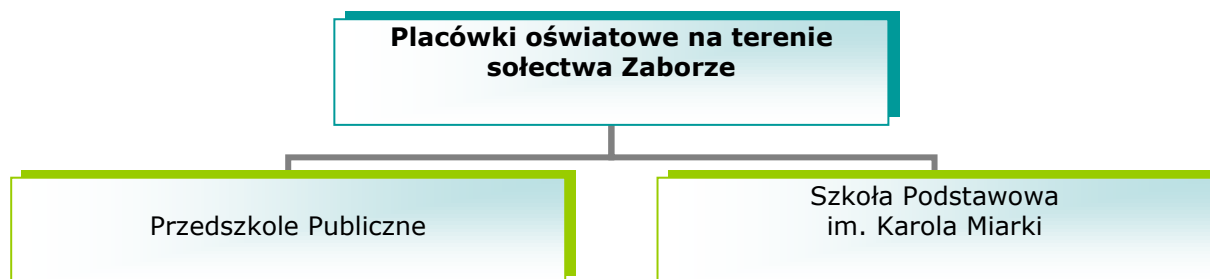 Placówki oświatowe na terenie
sołectwa Zaborze
Przedszkole Publiczne
Szkoła Podstawowa
im. Karola Miarki